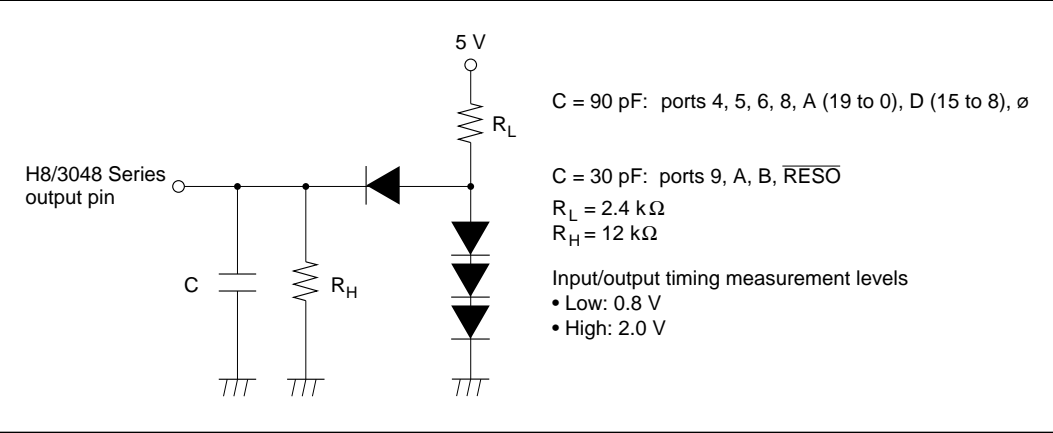 5 V
R_L
H8/3048 Series
output pin
C
R_H
C = 90 pF: ports 4, 5, 6, 8, A (19 to 0), D (15 to 8), ø
C = 30 pF: ports 9, A, B, R̅E̅S̅O̅
R_L = 2.4 kΩ
R_H = 12 kΩ
Input/output timing measurement levels
• Low: 0.8 V
• High: 2.0 V